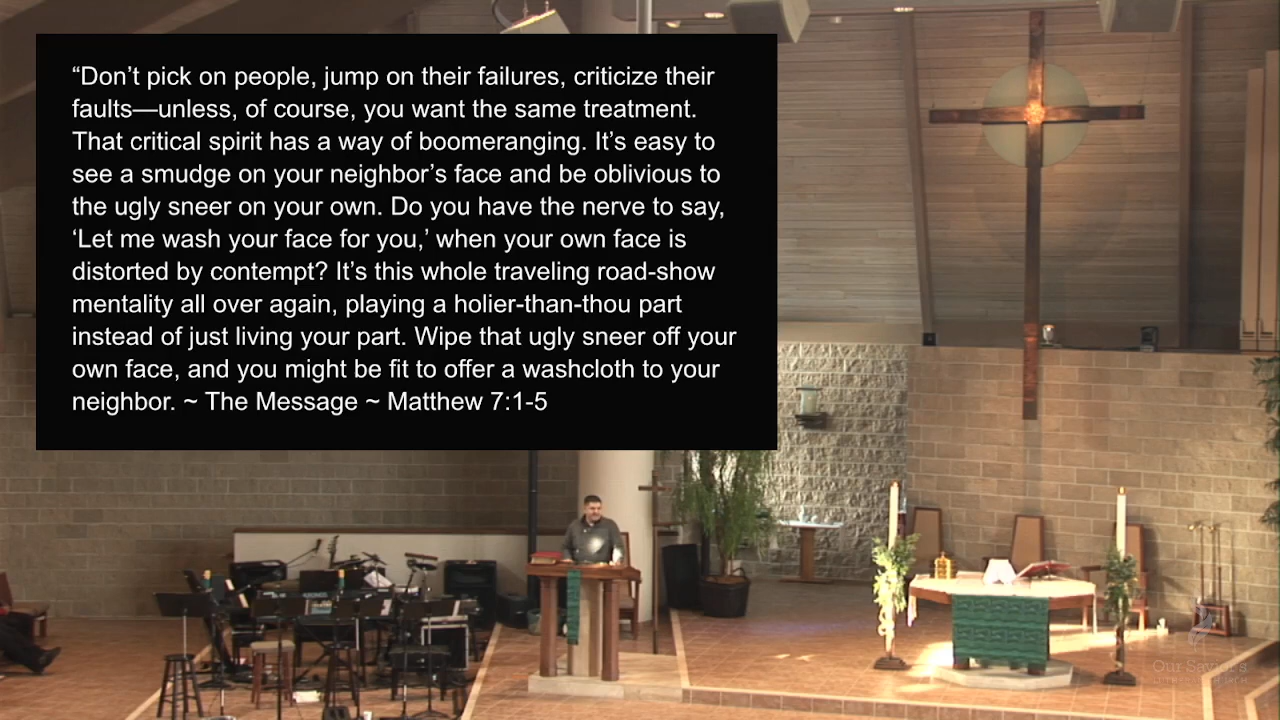 “Don’t pick on people, jump on their failures, criticize their
faults—unless, of course, you want the same treatment.
That critical spirit has a way of boomeranging. It’s easy to
see a smudge on your neighbor’s face and be oblivious to
the ugly sneer on your own. Do you have the nerve to say,
‘Let me wash your face for you,’ when your own face is
distorted by contempt? It’s this whole traveling road-show
mentality all over again, playing a holier-than-thou part
instead of just living your part. Wipe that ugly sneer off your
own face, and you might be fit to offer a washcloth to your
neighbor. ~ The Message ~ Matthew 7:1-5
Our Savior's